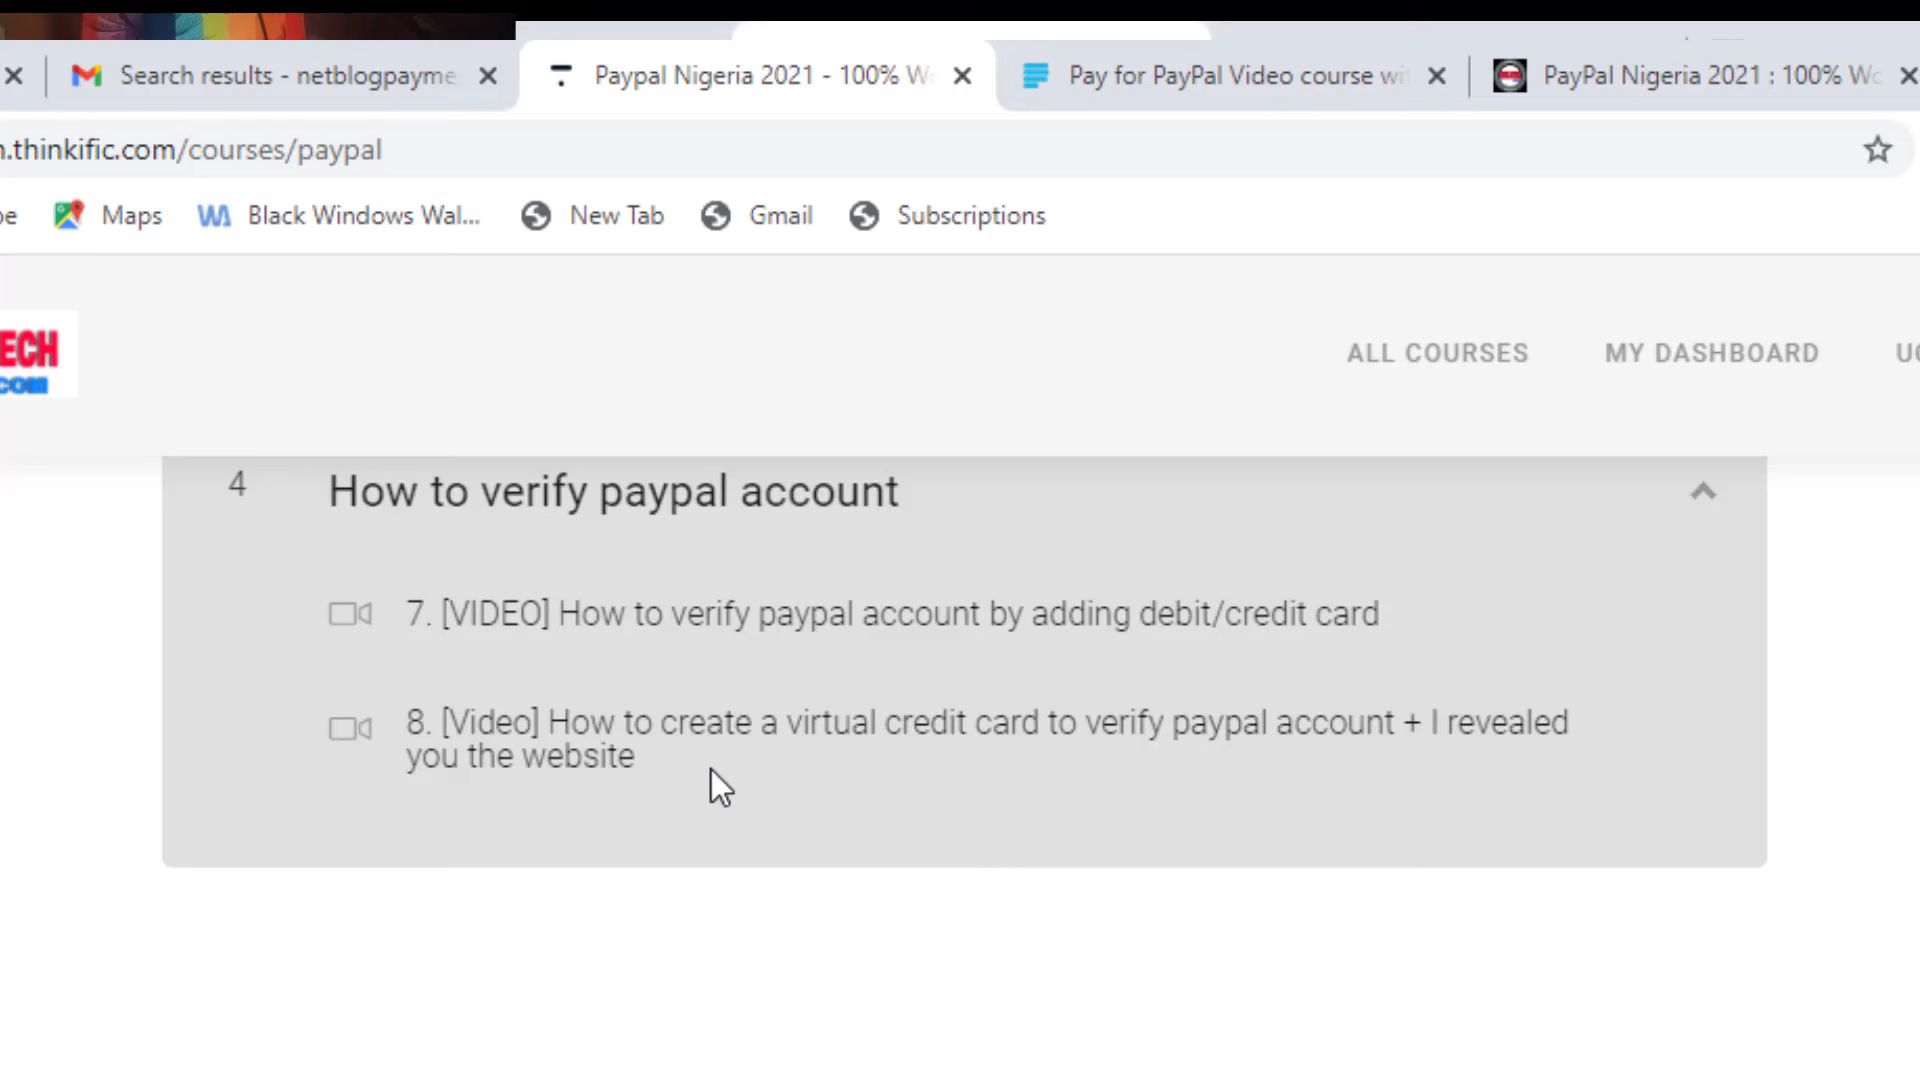 Search results - netblogpayme
Paypal Nigeria 2021 - 100% W
Pay for PayPal Video course wi
PayPal Nigeria 2021 : 100% Wo
.thinkific.com/courses/paypal
Maps
Black Windows Wal...
New Tab
Gmail
Subscriptions
ECH
COM
ALL COURSES
MY DASHBOARD
4
How to verify paypal account
7. [VIDEO] How to verify paypal account by adding debit/credit card
8. [Video] How to create a virtual credit card to verify paypal account + I revealed
you the website